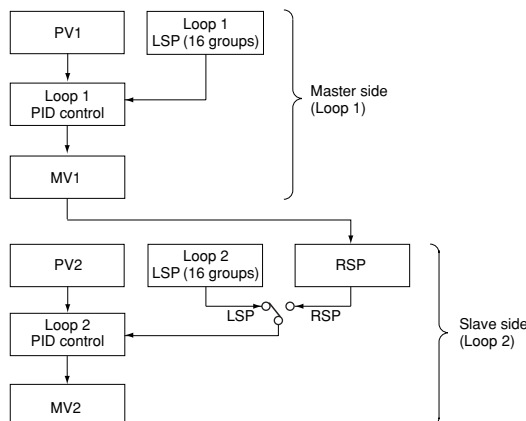 PV1
Loop 1
LSP (16 groups)
Loop 1
PID control
Master side
(Loop 1)
MV1
PV2
Loop 2
LSP (16 groups)
RSP
LSP
RSP
Loop 2
PID control
Slave side
(Loop 2)
MV2